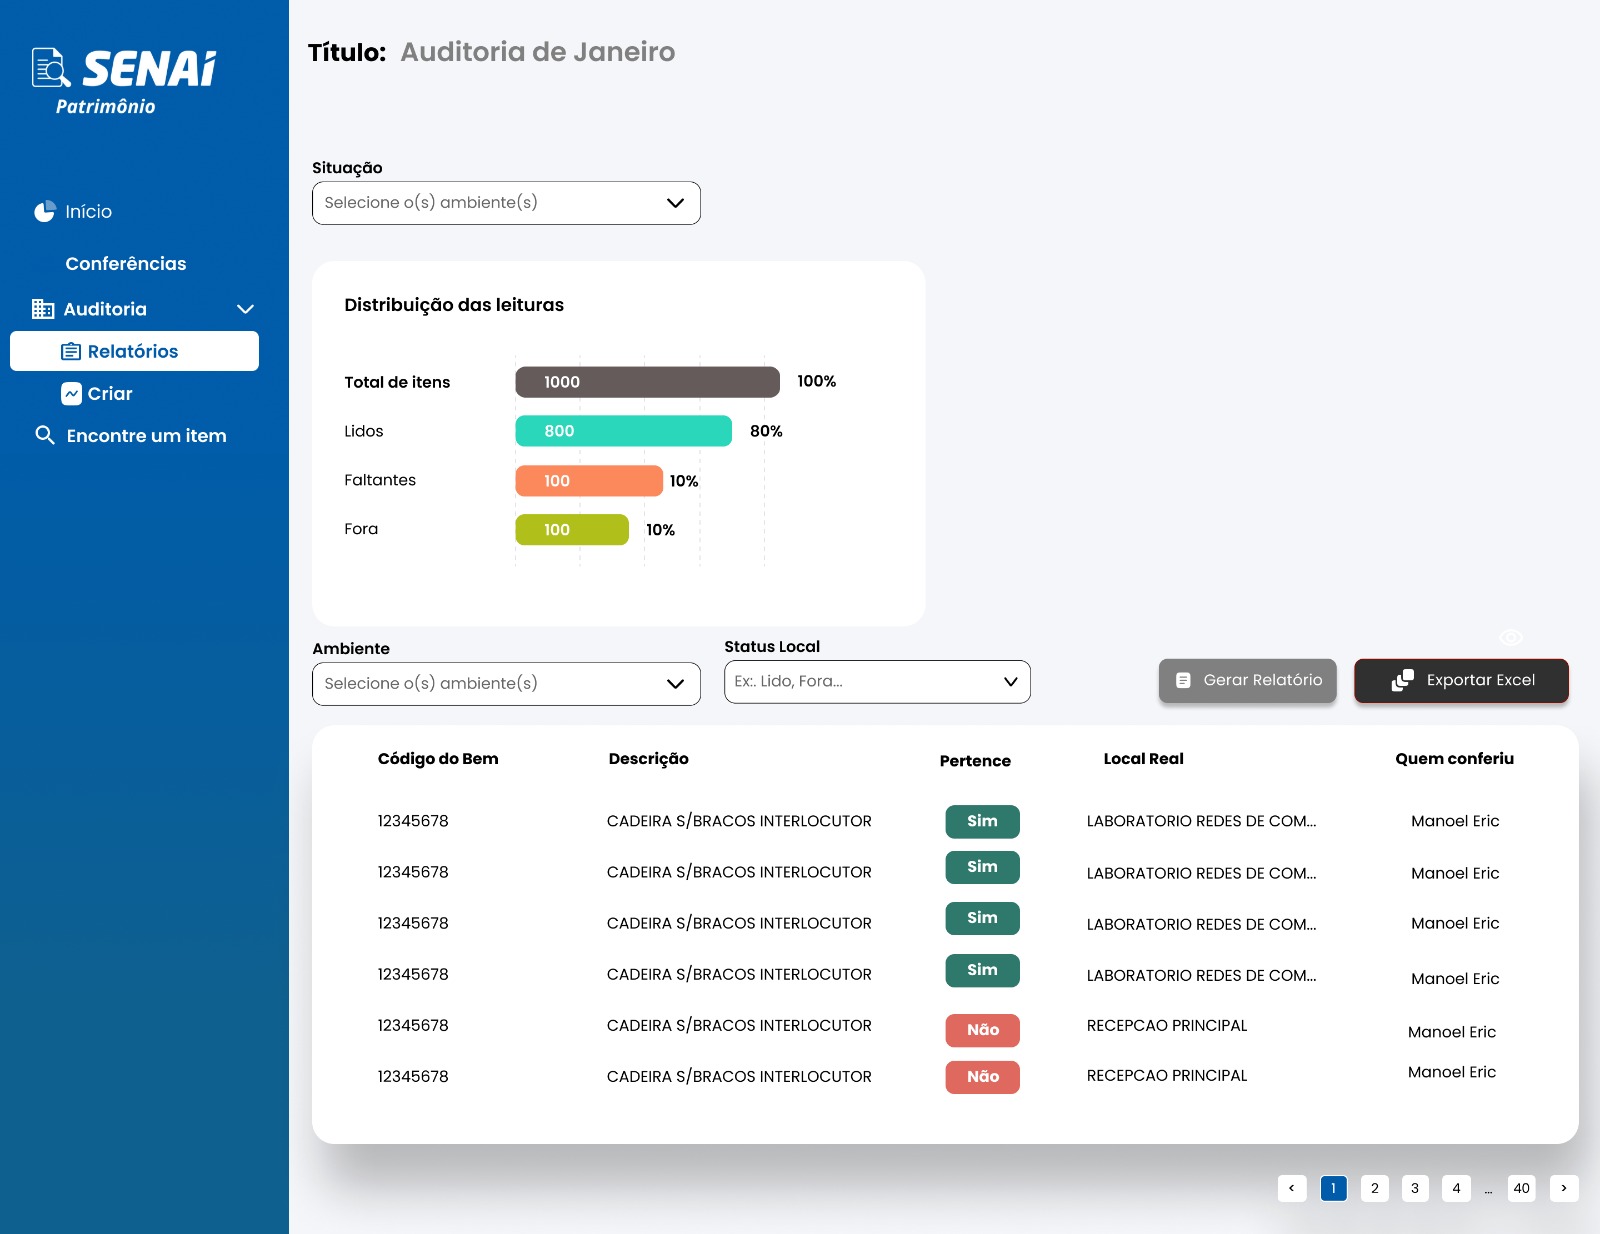 SENAI
Patrimônio
Início
Conferências
Auditoria
Relatórios
Criar
Encontre um item
Título: Auditoria de Janeiro
Situação
Selecione o(s) ambiente(s)
Distribuição das leituras
Total de itens 1000 100%
Lidos 800 80%
Faltantes 100 10%
Fora 100 10%
Ambiente
Selecione o(s) ambiente(s)
Status Local
Ex:. Lido, Fora...
Gerar Relatório
Exportar Excel
Código do Bem Descrição Pertence Local Real Quem conferiu
12345678 CADEIRA S/BRACOS INTERLOCUTOR Sim LABORATORIO REDES DE COM... Manoel Eric
12345678 CADEIRA S/BRACOS INTERLOCUTOR Sim LABORATORIO REDES DE COM... Manoel Eric
12345678 CADEIRA S/BRACOS INTERLOCUTOR Sim LABORATORIO REDES DE COM... Manoel Eric
12345678 CADEIRA S/BRACOS INTERLOCUTOR Sim LABORATORIO REDES DE COM... Manoel Eric
12345678 CADEIRA S/BRACOS INTERLOCUTOR Não RECEPCAO PRINCIPAL Manoel Eric
12345678 CADEIRA S/BRACOS INTERLOCUTOR Não RECEPCAO PRINCIPAL Manoel Eric
< 1 2 3 4 ... 40 >